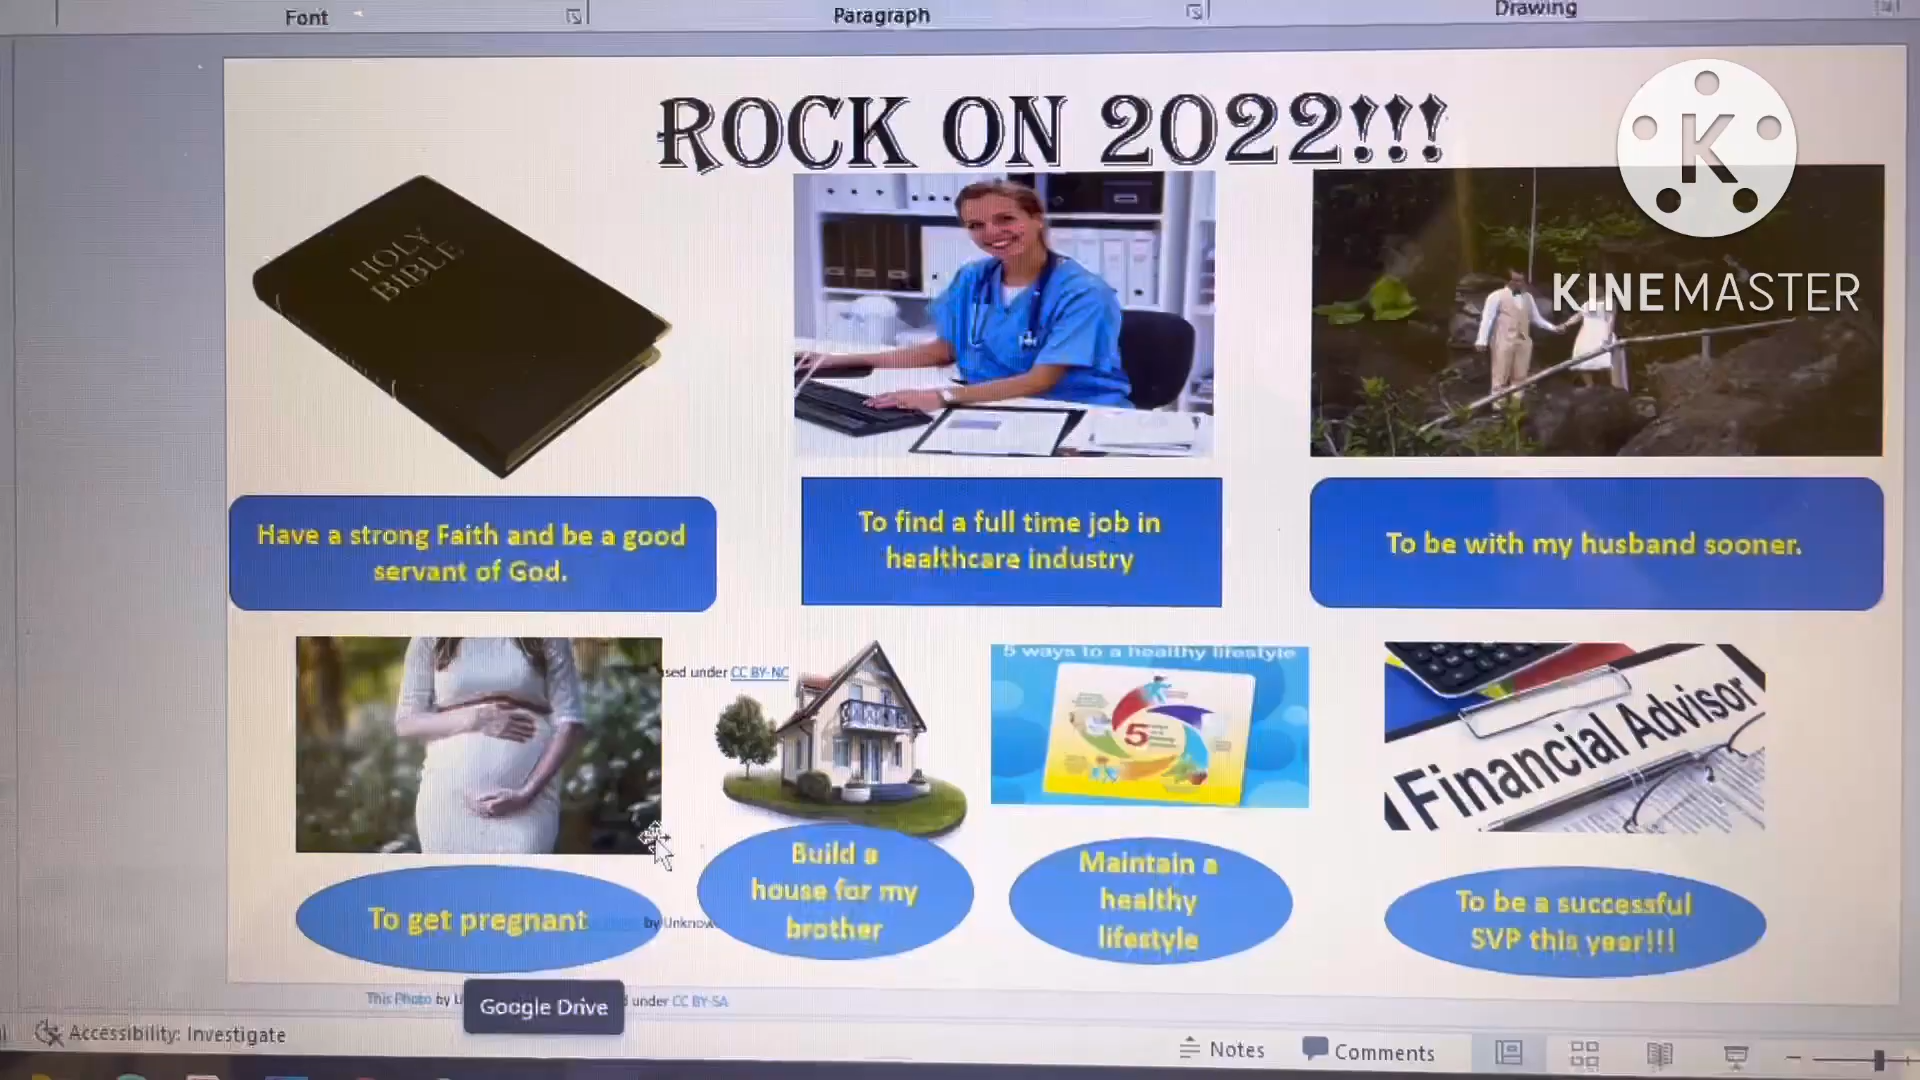 Font
Paragraph
Drawing
ROCK ON 2022!!!
KINEMASTER
HOLY
BIBLE
Have a strong Faith and be a good
servant of God.
To find a full time job in
healthcare industry
To be with my husband sooner.
sed under CC BY-NC
5 ways to a healthy lifestyle
5
Financial Advisor
To get pregnant
by Unknow
Build a
house for my
brother
Maintain a
healthy
lifestyle
To be a successful
SVP this year!!!
This Photo by U
under CC BY-SA
Google Drive
Accessibility: Investigate
Notes
Comments